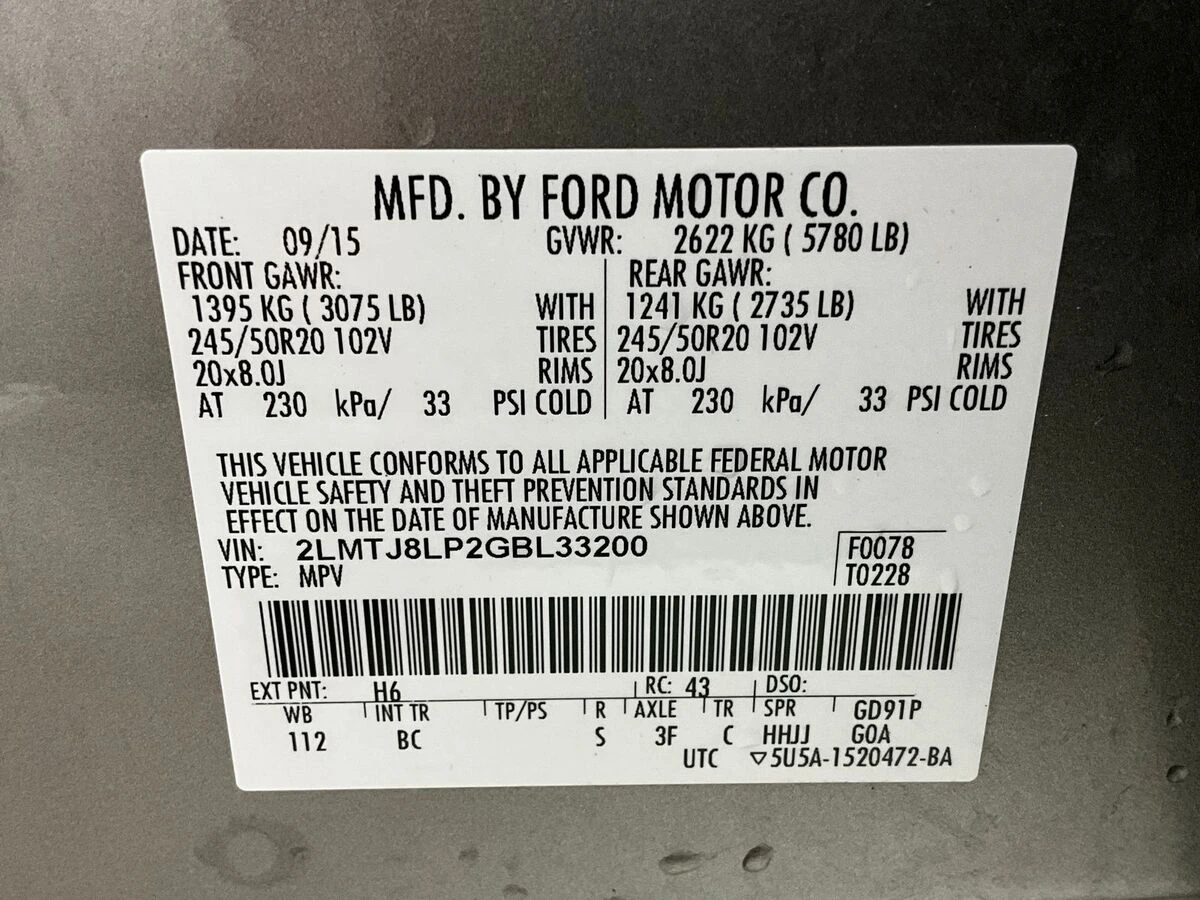 MFD. BY FORD MOTOR CO.
DATE: 09/15 GVWR: 2622 KG ( 5780 LB)
FRONT GAWR: REAR GAWR:
1395 KG ( 3075 LB) WITH 1241 KG ( 2735 LB) WITH
245/50R20 102V TIRES 245/50R20 102V TIRES
20x8.0J RIMS 20x8.0J RIMS
AT 230 kPa/ 33 PSI COLD AT 230 kPa/ 33 PSI COLD
THIS VEHICLE CONFORMS TO ALL APPLICABLE FEDERAL MOTOR
VEHICLE SAFETY AND THEFT PREVENTION STANDARDS IN
EFFECT ON THE DATE OF MANUFACTURE SHOWN ABOVE.
VIN: 2LMTJ8LP2GBL33200 F0078
TYPE: MPV T0228
EXT PNT: H6 RC: 43 DSO:
WB INT TR TP/PS R AXLE TR SPR GD91P
112 BC S 3F C HHJJ GOA
UTC ▽5U5A-1520472-BA